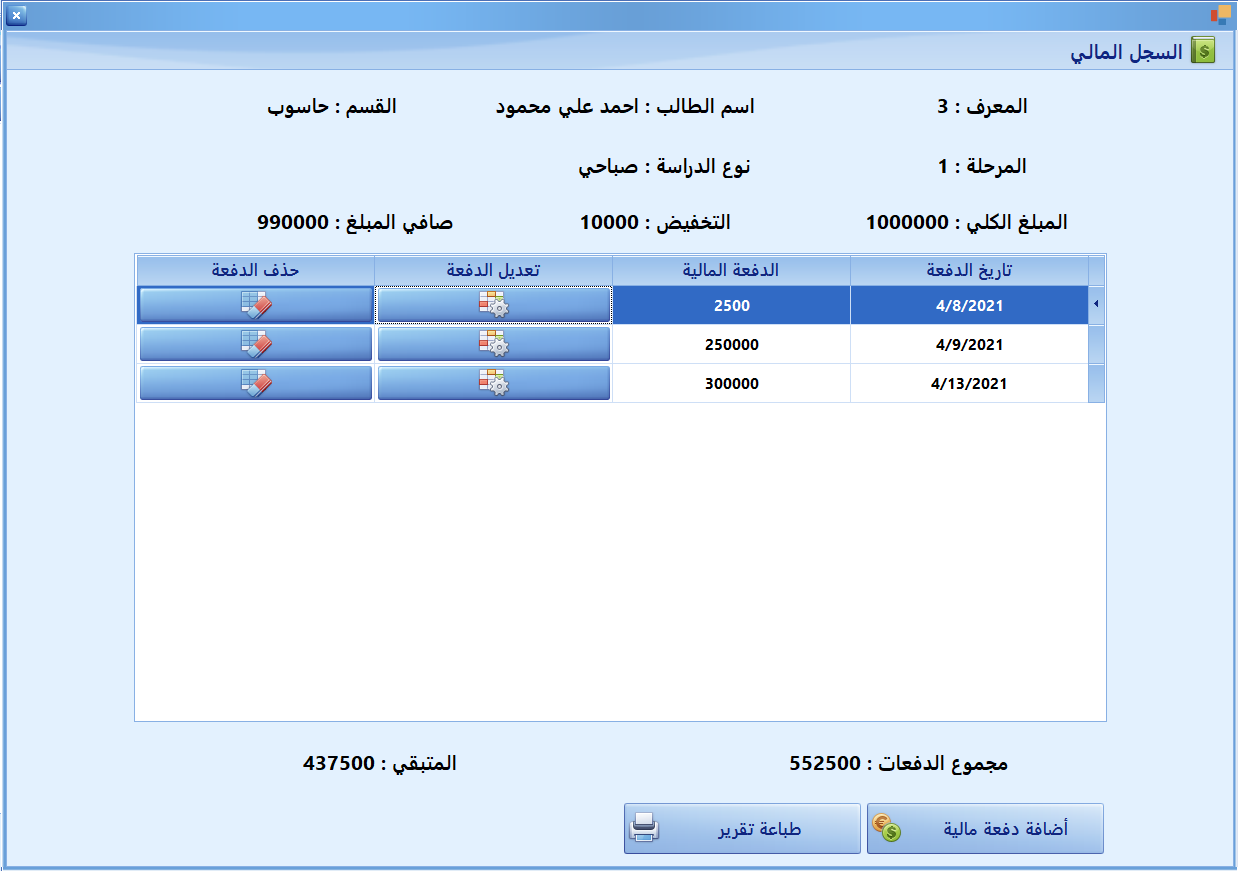 السجل المالي
المعرف : 3 اسم الطالب : احمد علي محمود القسم : حاسوب
المرحلة : 1 نوع الدراسة : صباحي
المبلغ الكلي : 1000000 التخفيض : 10000 صافي المبلغ : 990000
تاريخ الدفعة الدفعة المالية تعديل الدفعة حذف الدفعة
4/8/2021 2500
4/9/2021 250000
4/13/2021 300000
مجموع الدفعات : 552500 المتبقي : 437500
أضافة دفعة مالية طباعة تقرير